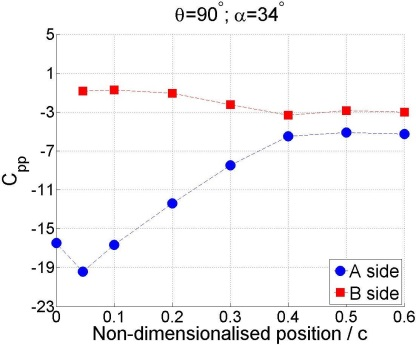 θ=90°; α=34°
5
1
-3
-7
-11
-15
-19
-23
C_pp
0 0.1 0.2 0.3 0.4 0.5 0.6
Non-dimensionalised position / c
A side
B side